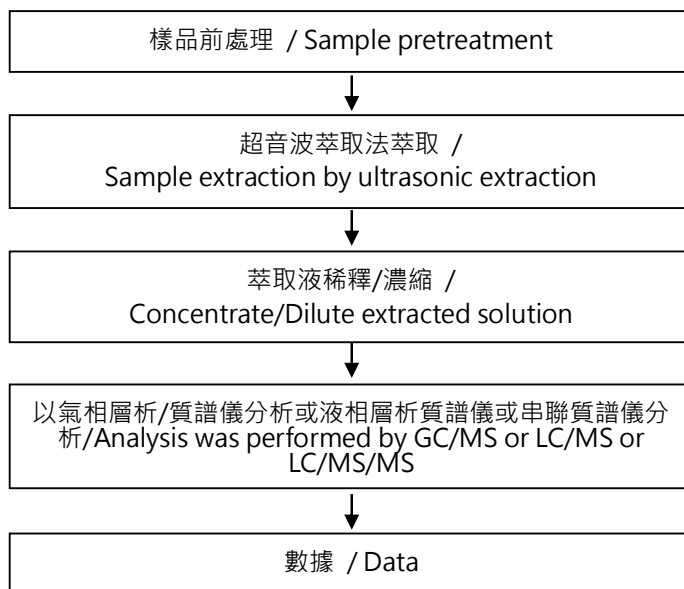 樣品前處理 / Sample pretreatment
超音波萃取法萃取 /
Sample extraction by ultrasonic extraction
萃取液稀釋/濃縮 /
Concentrate/Dilute extracted solution
以氣相層析/質譜儀分析或液相層析質譜儀或串聯質譜儀分
析/Analysis was performed by GC/MS or LC/MS or
LC/MS/MS
數據 / Data